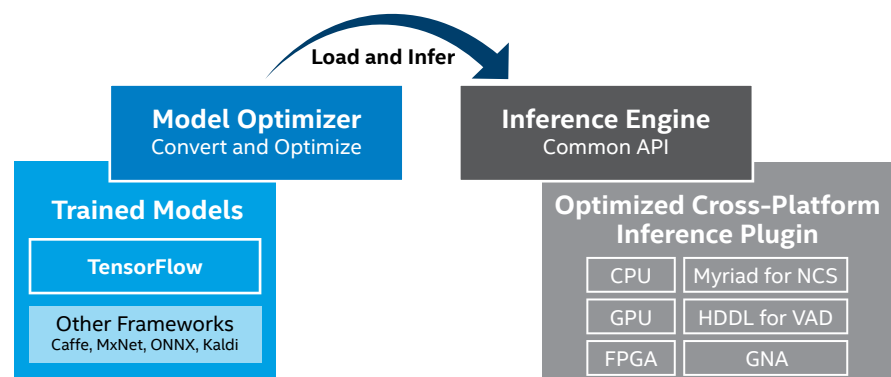 Load and Infer
Model Optimizer
Convert and Optimize
Inference Engine
Common API
Trained Models
TensorFlow
Other Frameworks
Caffe, MxNet, ONNX, Kaldi
Optimized Cross-Platform
Inference Plugin
CPU
Myriad for NCS
GPU
HDDL for VAD
FPGA
GNA